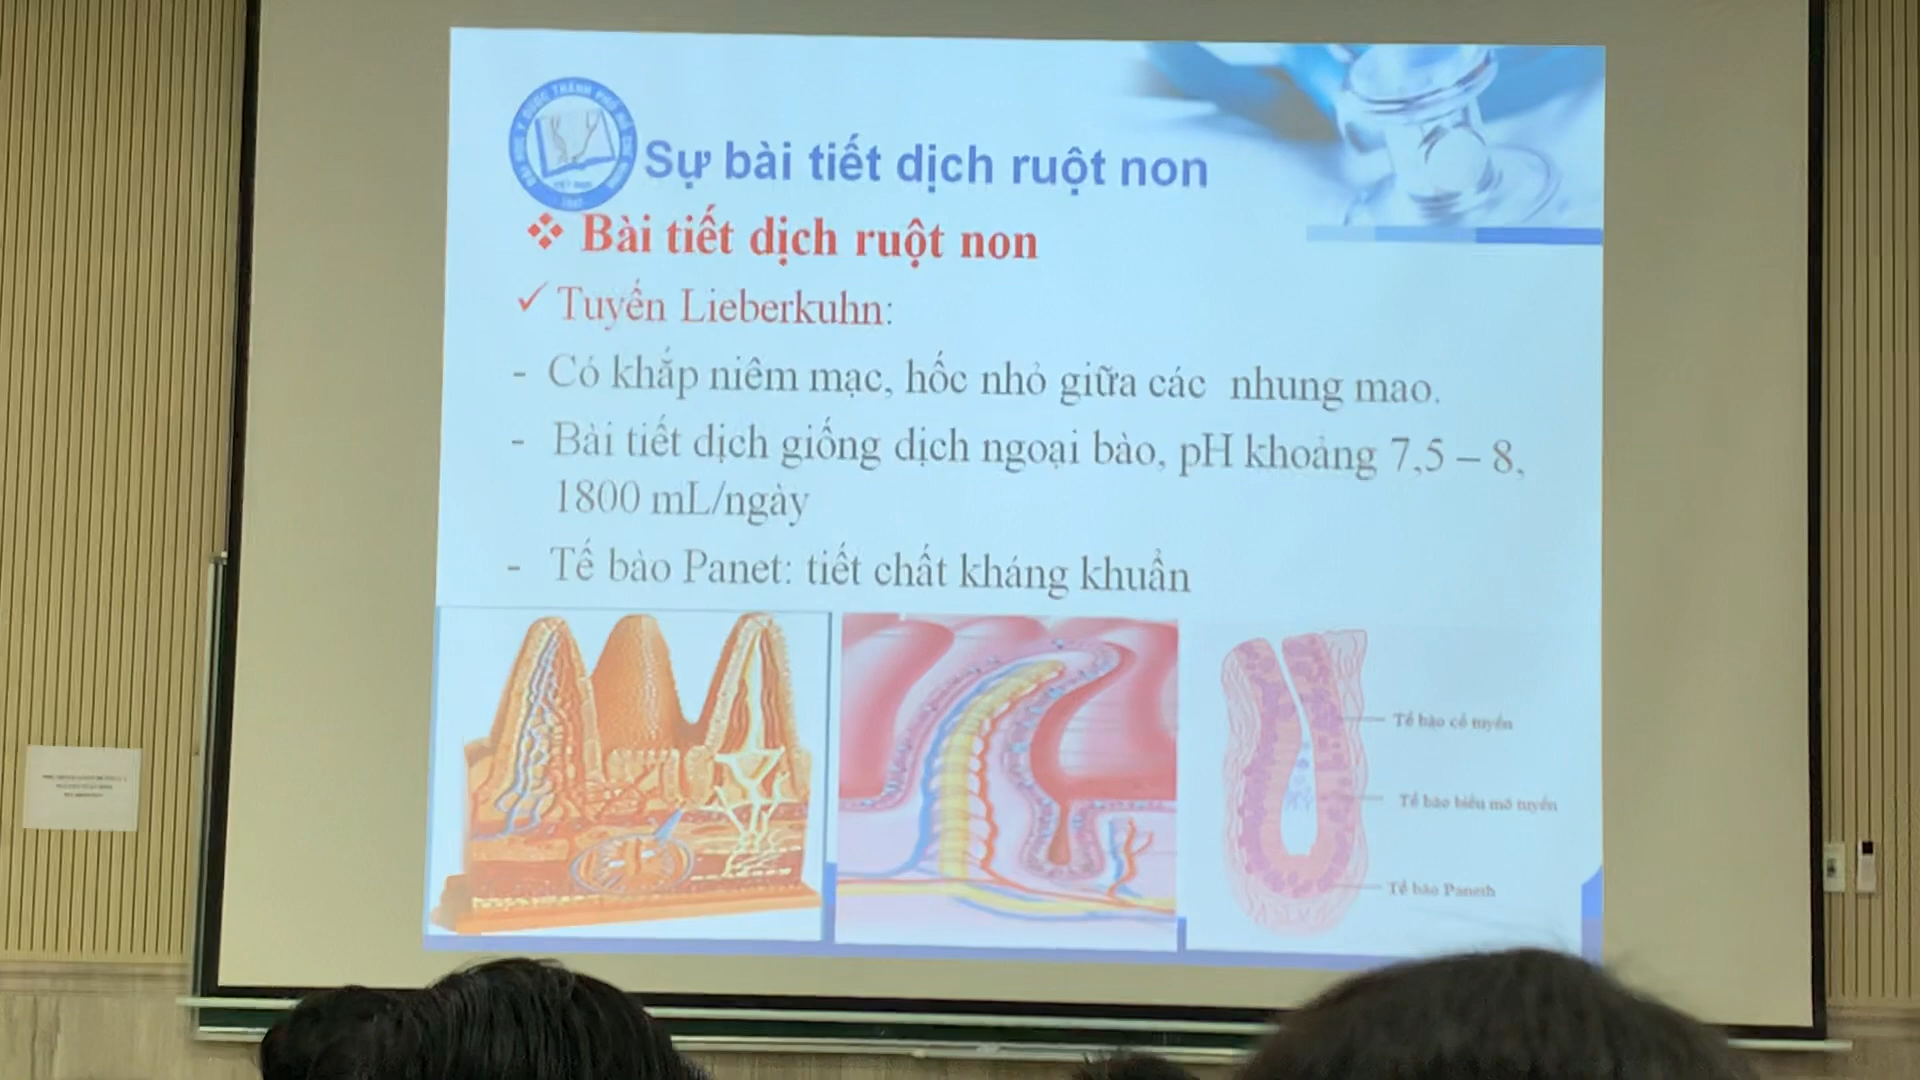 Sự bài tiết dịch ruột non
❖ Bài tiết dịch ruột non
✓ Tuyến Lieberkuhn:
- Có khắp niêm mạc, hốc nhỏ giữa các nhung mao.
- Bài tiết dịch giống dịch ngoại bào, pH khoảng 7,5 – 8,
1800 mL/ngày
- Tế bào Panet: tiết chất kháng khuẩn
Tế bào cổ tuyến
Tế bào biểu mô tuyến
Tế bào Paneth